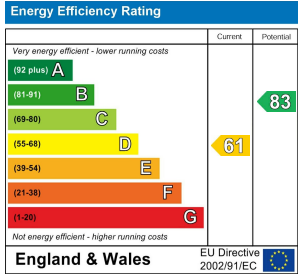 Energy Efficiency Rating
Current Potential
Very energy efficient - lower running costs
(92 plus) A
(81-91) B
83
(69-80) C
(55-68) D
61
(39-54) E
(21-38) F
(1-20) G
Not energy efficient - higher running costs
England & Wales
EU Directive
2002/91/EC